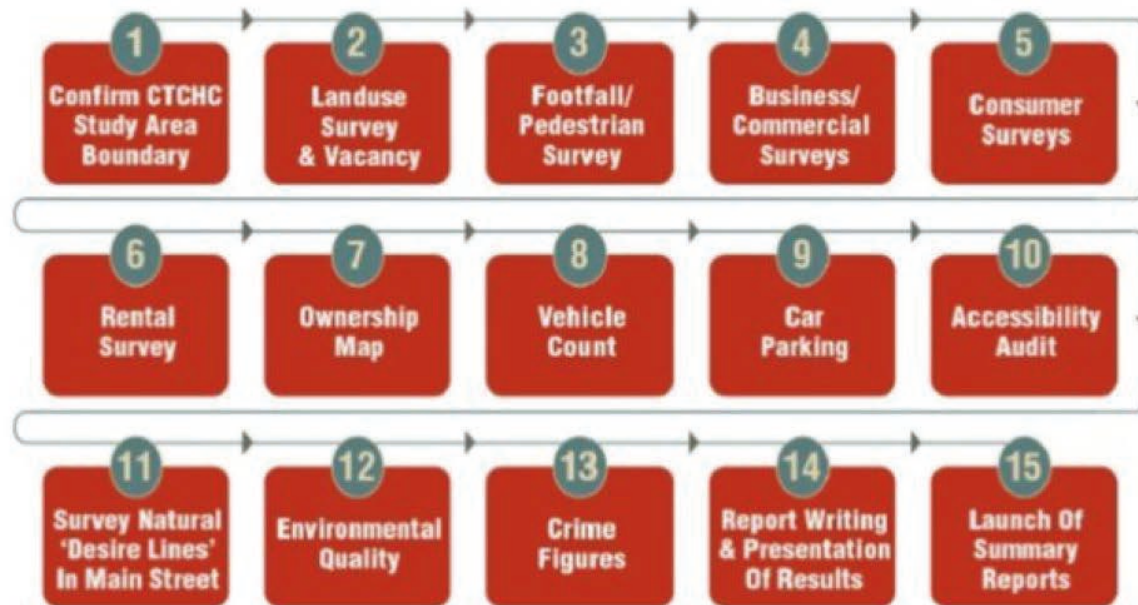 1
Confirm CTCHC
Study Area
Boundary
2
Landuse
Survey
& Vacancy
3
Footfall/
Pedestrian
Survey
4
Business/
Commercial
Surveys
5
Consumer
Surveys
6
Rental
Survey
7
Ownership
Map
8
Vehicle
Count
9
Car
Parking
10
Accessibility
Audit
11
Survey Natural
'Desire Lines'
In Main Street
12
Environmental
Quality
13
Crime
Figures
14
Report Writing
& Presentation
Of Results
15
Launch Of
Summary
Reports